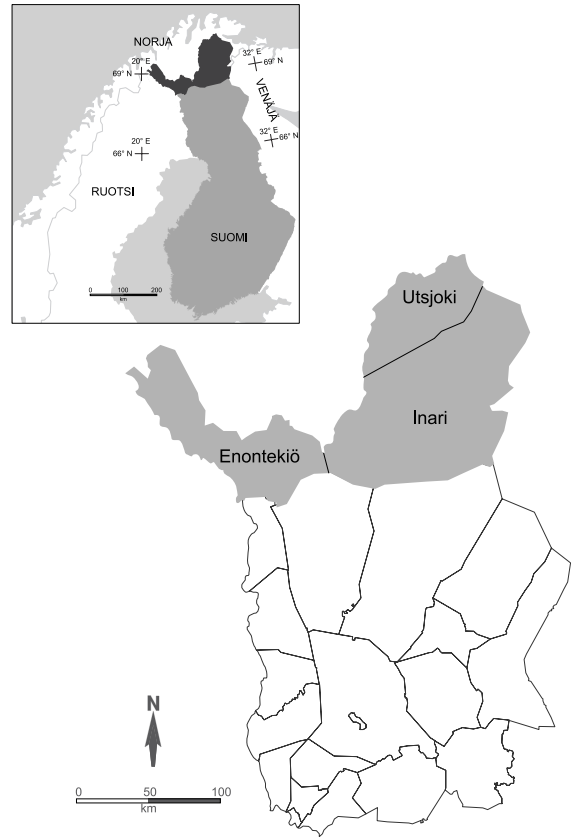 NORJA
20° E
69° N
32° E
69° N
VENÄJA
20° E
66° N
32° E
66° N
RUOTSI
SUOMI
0 100 200
km
Utsjoki
Inari
Enontekiö
N
0 50 100
km